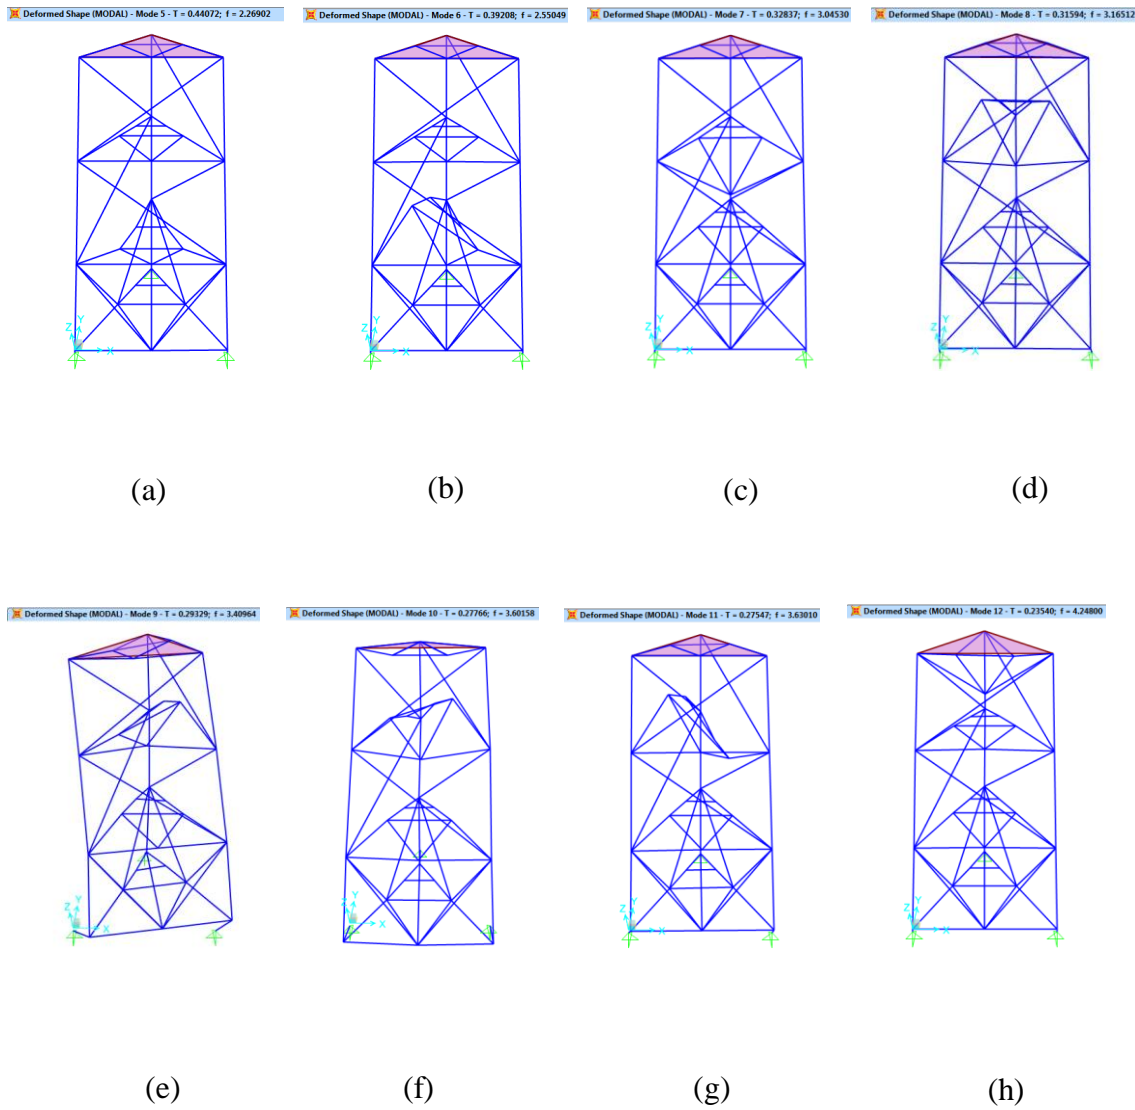 Deformed Shape (MODAL) - Mode 5 - T = 0.44072; f = 2.26902
Deformed Shape (MODAL) - Mode 6 - T = 0.39208; f = 2.55049
Deformed Shape (MODAL) - Mode 7 - T = 0.32837; f = 3.04530
Deformed Shape (MODAL) - Mode 8 - T = 0.31594; f = 3.16512
Z Y X
Z Y X
Z Y X
Z Y X
(a)
(b)
(c)
(d)
Deformed Shape (MODAL) - Mode 9 - T = 0.29329; f = 3.40964
Deformed Shape (MODAL) - Mode 10 - T = 0.27766; f = 3.60158
Deformed Shape (MODAL) - Mode 11 - T = 0.27547; f = 3.63010
Deformed Shape (MODAL) - Mode 12 - T = 0.23540; f = 4.24800
Z Y X
Z Y X
Z Y X
Z Y X
(e)
(f)
(g)
(h)